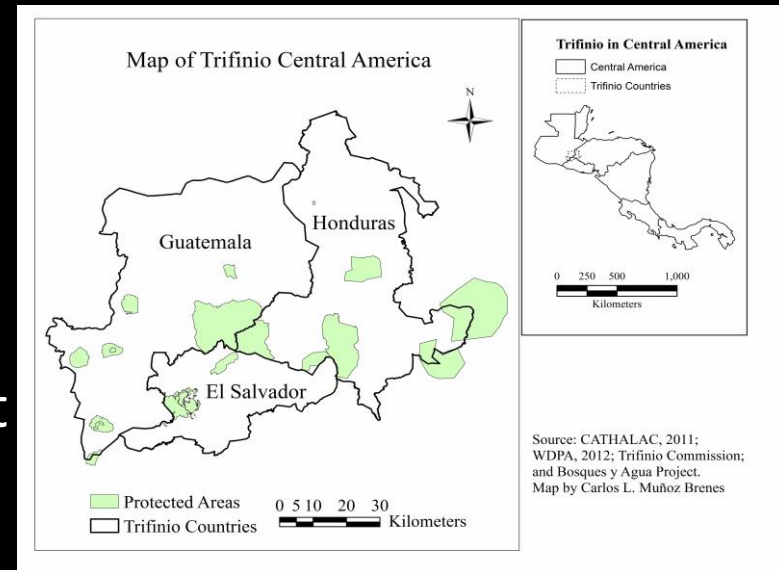 Map of Trifinio Central America
N
Guatemala
Honduras
El Salvador
Protected Areas
Trifinio Countries
0 5 10 20 30
Kilometers
Trifinio in Central America
Central America
Trifinio Countries
0 250 500 1,000
Kilometers
Source: CATHALAC, 2011;
WDPA, 2012; Trifinio Commission;
and Bosques y Agua Project.
Map by Carlos L. Muñoz Brenes
t